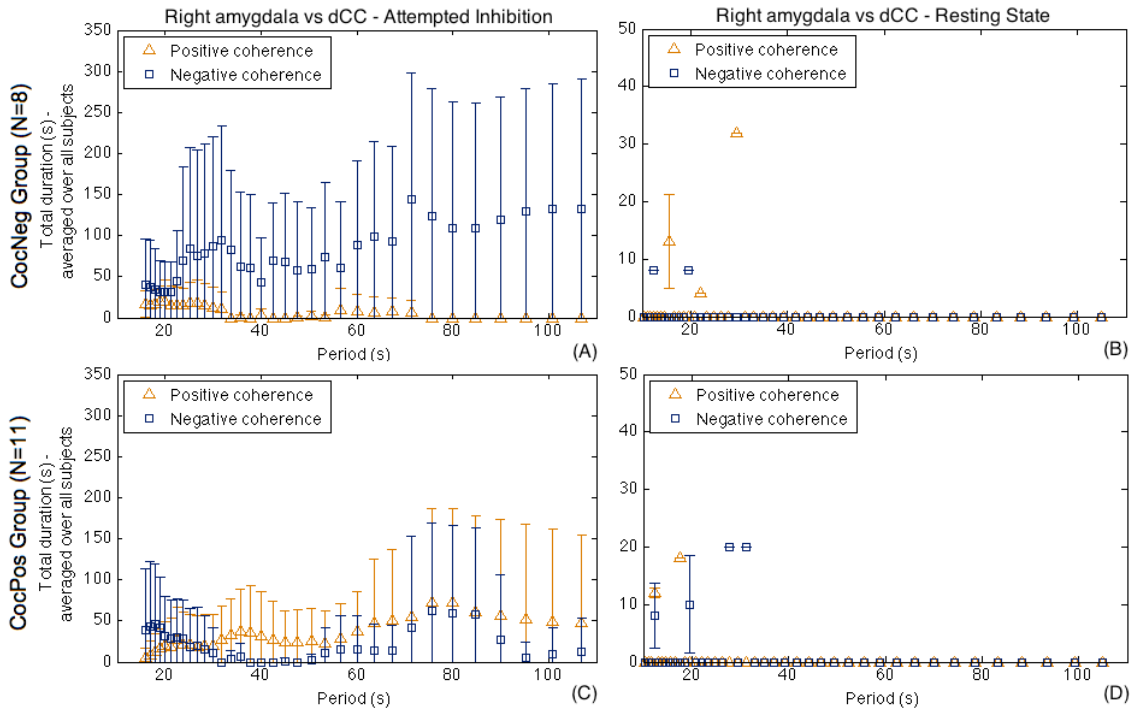 Right amygdala vs dCC - Attempted Inhibition
CocNeg Group (N=8)
Total duration (s) -
averaged over all subjects
350
300
250
200
150
100
50
0
Positive coherence
Negative coherence
20
40
60
80
100
Period (s)
(A)
Right amygdala vs dCC - Resting State
50
40
30
20
10
0
Positive coherence
Negative coherence
20
40
60
80
100
Period (s)
(B)
CocPos Group (N=11)
Total duration (s) -
averaged over all subjects
350
300
250
200
150
100
50
0
Positive coherence
Negative coherence
20
40
60
80
100
Period (s)
(C)
50
40
30
20
10
0
Positive coherence
Negative coherence
20
40
60
80
100
Period (s)
(D)